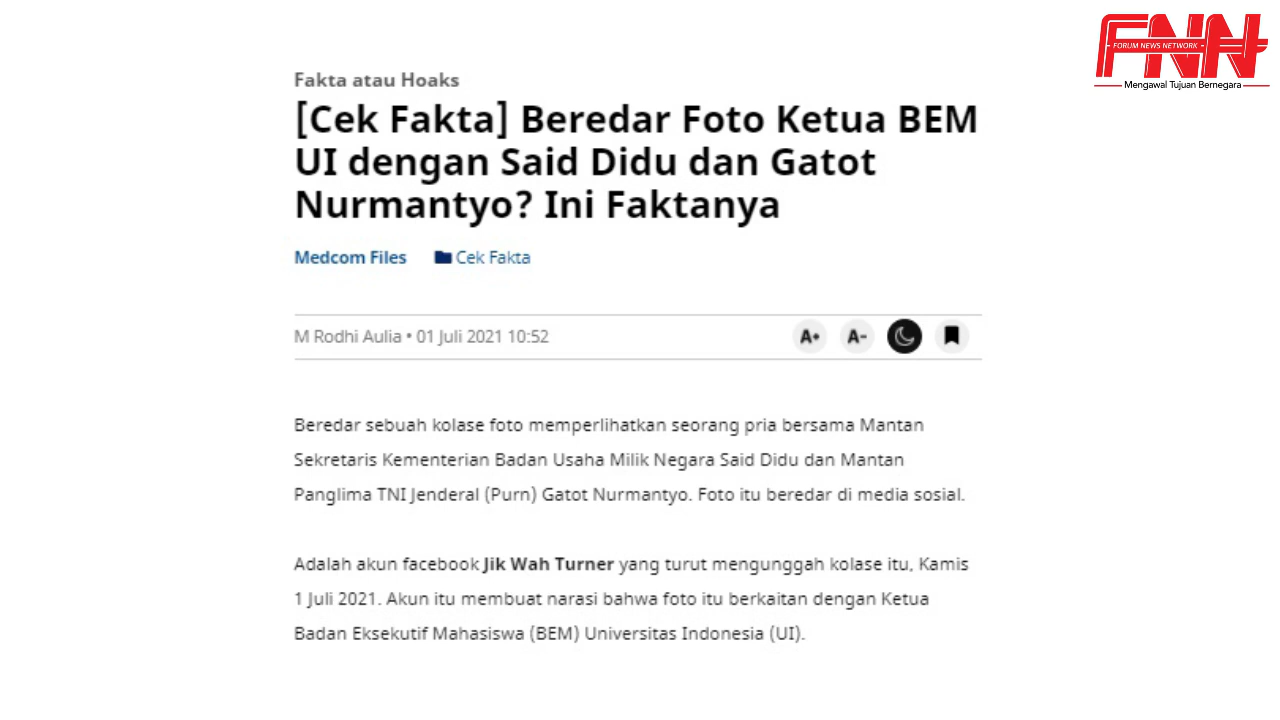 FNN
FORUM NEWS NETWORK
Mengawal Tujuan Bernegara
Fakta atau Hoaks
[Cek Fakta] Beredar Foto Ketua BEM
UI dengan Said Didu dan Gatot
Nurmantyo? Ini Faktanya
Medcom Files Cek Fakta
M Rodhi Aulia • 01 Juli 2021 10:52 A+ A-
Beredar sebuah kolase foto memperlihatkan seorang pria bersama Mantan
Sekretaris Kementerian Badan Usaha Milik Negara Said Didu dan Mantan
Panglima TNI Jenderal (Purn) Gatot Nurmantyo. Foto itu beredar di media sosial.
Adalah akun facebook Jik Wah Turner yang turut mengunggah kolase itu, Kamis
1 Juli 2021. Akun itu membuat narasi bahwa foto itu berkaitan dengan Ketua
Badan Eksekutif Mahasiswa (BEM) Universitas Indonesia (UI).